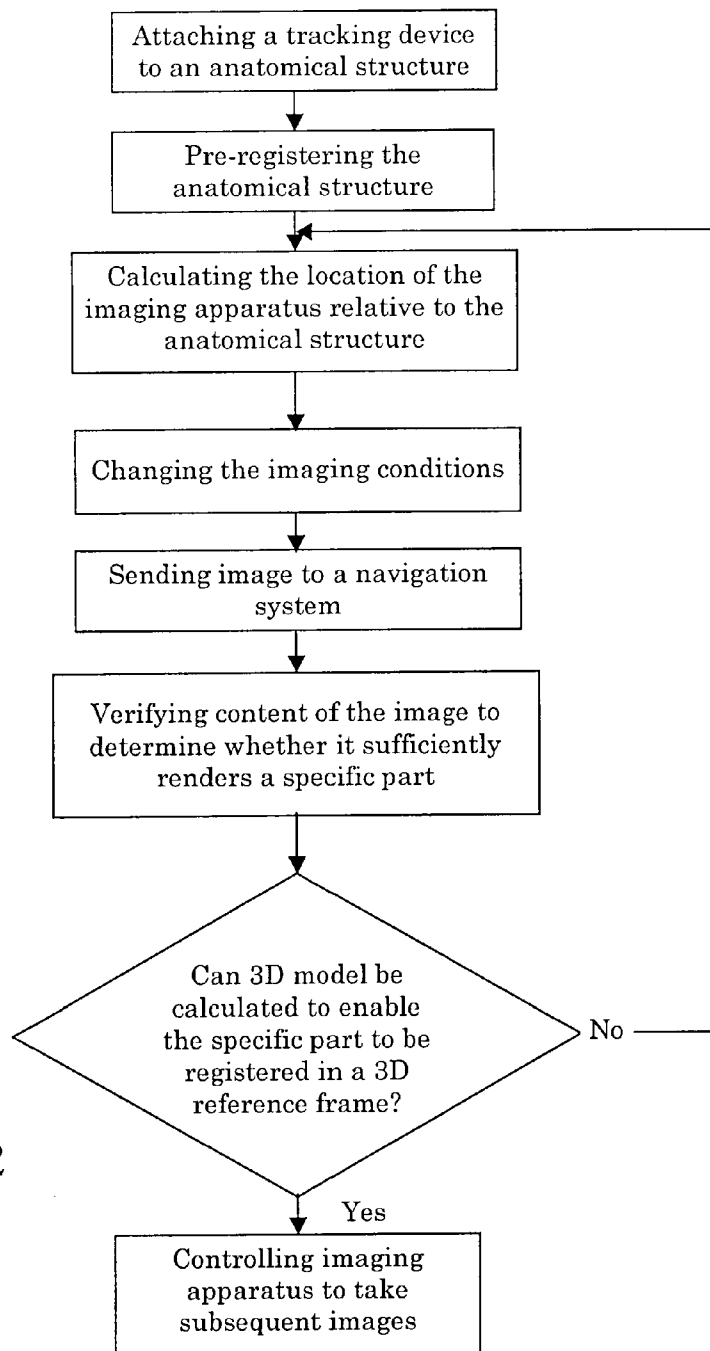 Attaching a tracking device
to an anatomical structure
Pre-registering the
anatomical structure
Calculating the location of the
imaging apparatus relative to the
anatomical structure
Changing the imaging conditions
Sending image to a navigation
system
Verifying content of the image to
determine whether it sufficiently
renders a specific part
Can 3D model be
calculated to enable
the specific part to be
registered in a 3D
reference frame?
No
2
Yes
Controlling imaging
apparatus to take
subsequent images